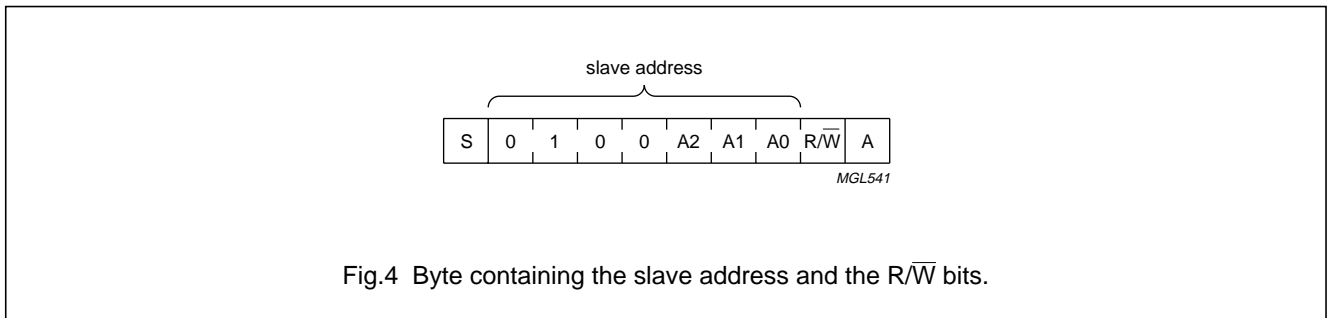 slave address
S 0 1 0 0 A2 A1 A0 R/W̅ A
MGL541
Fig.4 Byte containing the slave address and the R/W̅ bits.